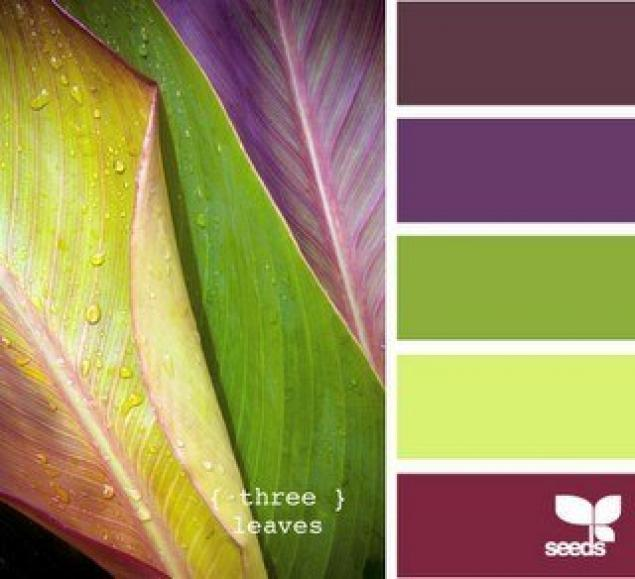 { three }
leaves
seeds